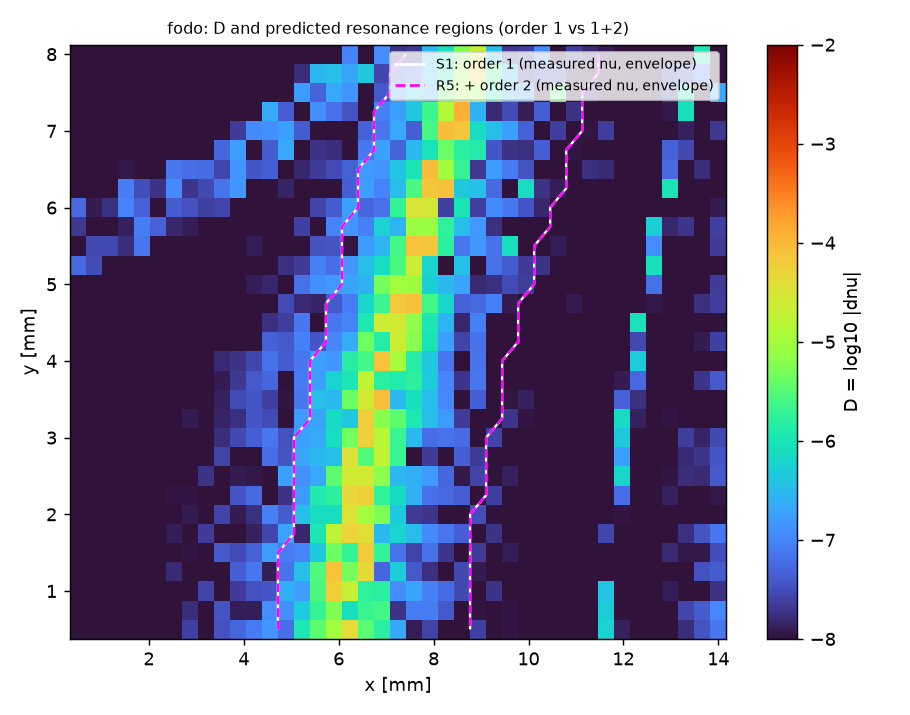 fodo: D and predicted resonance regions (order 1 vs 1+2)
S1: order 1 (measured nu, envelope)
R5: + order 2 (measured nu, envelope)
8
7
6
5
4
3
2
1
y [mm]
2 4 6 8 10 12 14
x [mm]
−2
−3
−4
−5
−6
−7
−8
D = log10 |dnu|